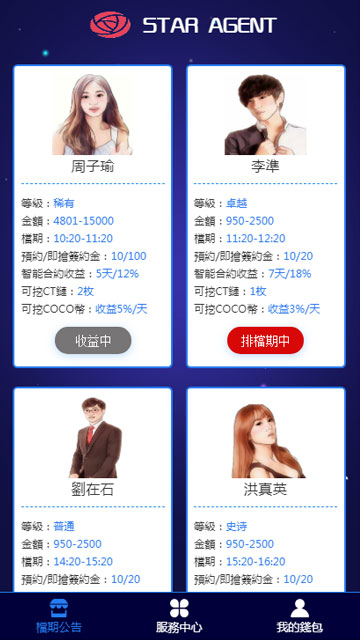 STAR AGENT
周子瑜
等級：稀有
金額：4801-15000
檔期：10:20-11:20
預約/即搶簽約金：10/100
智能合約收益：5天/12%
可挖CT鏈：2枚
可挖COCO幣：收益5%/天
收益中
李準
等級：卓越
金額：950-2500
檔期：11:20-12:20
預約/即搶簽約金：10/20
智能合約收益：7天/18%
可挖CT鏈：1枚
可挖COCO幣：收益3%/天
排檔期中
劉在石
等級：普通
金額：950-2500
檔期：14:20-15:20
預約/即搶簽約金：10/20
洪真英
等級：史诗
金額：950-2500
檔期：15:20-16:20
預約/即搶簽約金：10/20
檔期公告
服務中心
我的錢包